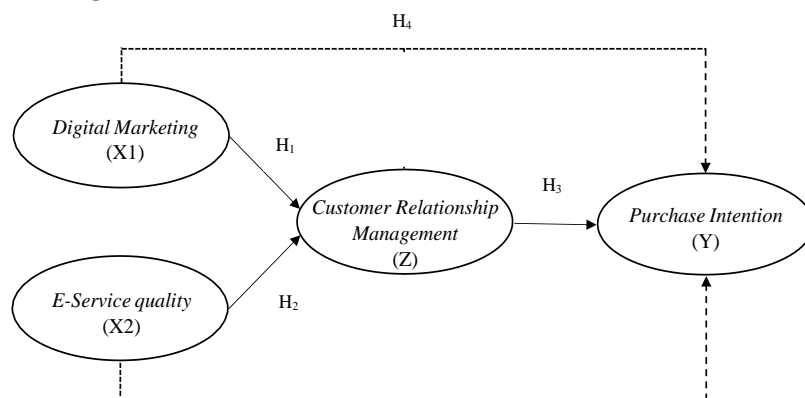 H₄
Digital Marketing
(X1)
H₁
Customer Relationship
Management
(Z)
H₃
Purchase Intention
(Y)
E-Service quality
(X2)
H₂